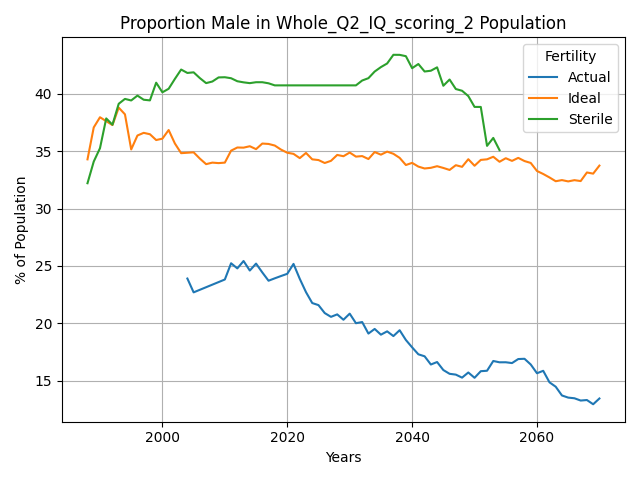 Proportion Male in Whole_Q2_IQ_scoring_2 Population
Fertility
Actual
Ideal
Sterile
% of Population
40
35
30
25
20
15
2000
2020
2040
2060
Years